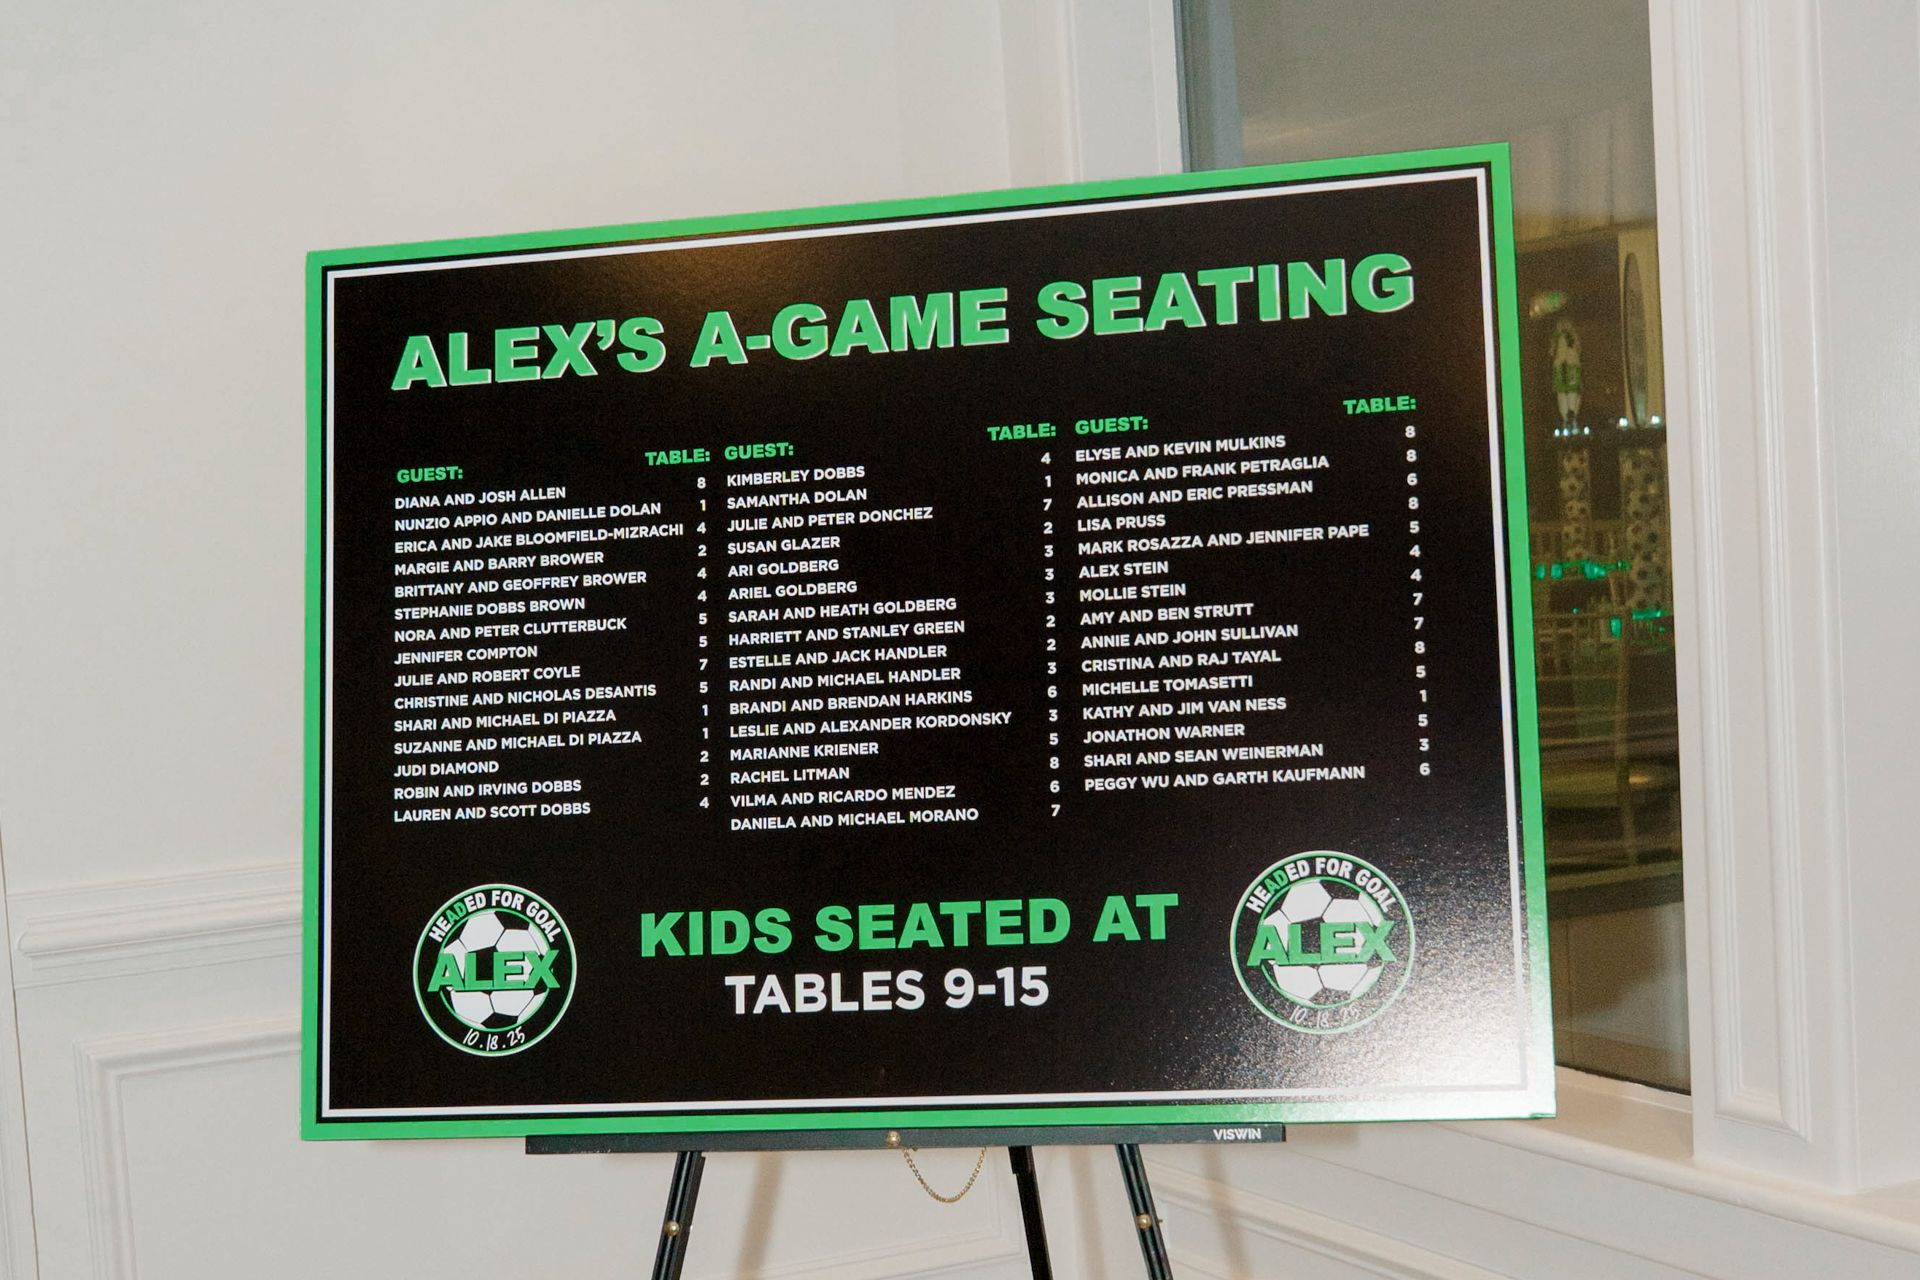 ALEX'S A-GAME SEATING
GUEST: TABLE:
DIANA AND JOSH ALLEN 8
NUNZIO APPIO AND DANIELLE DOLAN 1
ERICA AND JAKE BLOOMFIELD-MIZRACHI 4
MARGIE AND BARRY BROWER 2
BRITTANY AND GEOFFREY BROWER 4
STEPHANIE DOBBS BROWN 4
NORA AND PETER CLUTTERBUCK 5
JENNIFER COMPTON 5
JULIE AND ROBERT COYLE 7
CHRISTINE AND NICHOLAS DESANTIS 5
SHARI AND MICHAEL DI PIAZZA 1
SUZANNE AND MICHAEL DI PIAZZA 1
JUDI DIAMOND 2
ROBIN AND IRVING DOBBS 2
LAUREN AND SCOTT DOBBS 4
GUEST: TABLE:
KIMBERLEY DOBBS 4
SAMANTHA DOLAN 1
JULIE AND PETER DONCHEZ 7
SUSAN GLAZER 2
ARI GOLDBERG 3
ARIEL GOLDBERG 3
SARAH AND HEATH GOLDBERG 3
HARRIETT AND STANLEY GREEN 2
ESTELLE AND JACK HANDLER 2
RANDI AND MICHAEL HANDLER 3
BRANDI AND BRENDAN HARKINS 6
LESLIE AND ALEXANDER KORDONSKY 3
MARIANNE KRIENER 5
RACHEL LITMAN 8
VILMA AND RICARDO MENDEZ 6
DANIELA AND MICHAEL MORANO 7
GUEST: TABLE:
ELYSE AND KEVIN MULKINS 8
MONICA AND FRANK PETRAGLIA 8
ALLISON AND ERIC PRESSMAN 6
LISA PRUSS 8
MARK ROSAZZA AND JENNIFER PAPE 5
ALEX STEIN 4
MOLLIE STEIN 4
AMY AND BEN STRUTT 7
ANNIE AND JOHN SULLIVAN 7
CRISTINA AND RAJ TAYAL 8
MICHELLE TOMASETTI 5
KATHY AND JIM VAN NESS 1
JONATHON WARNER 5
SHARI AND SEAN WEINERMAN 3
PEGGY WU AND GARTH KAUFMANN 6
HEADED FOR GOAL
ALEX
10.18.25
KIDS SEATED AT
TABLES 9-15
HEADED FOR GOAL
ALEX
10.18.25
VISWIN